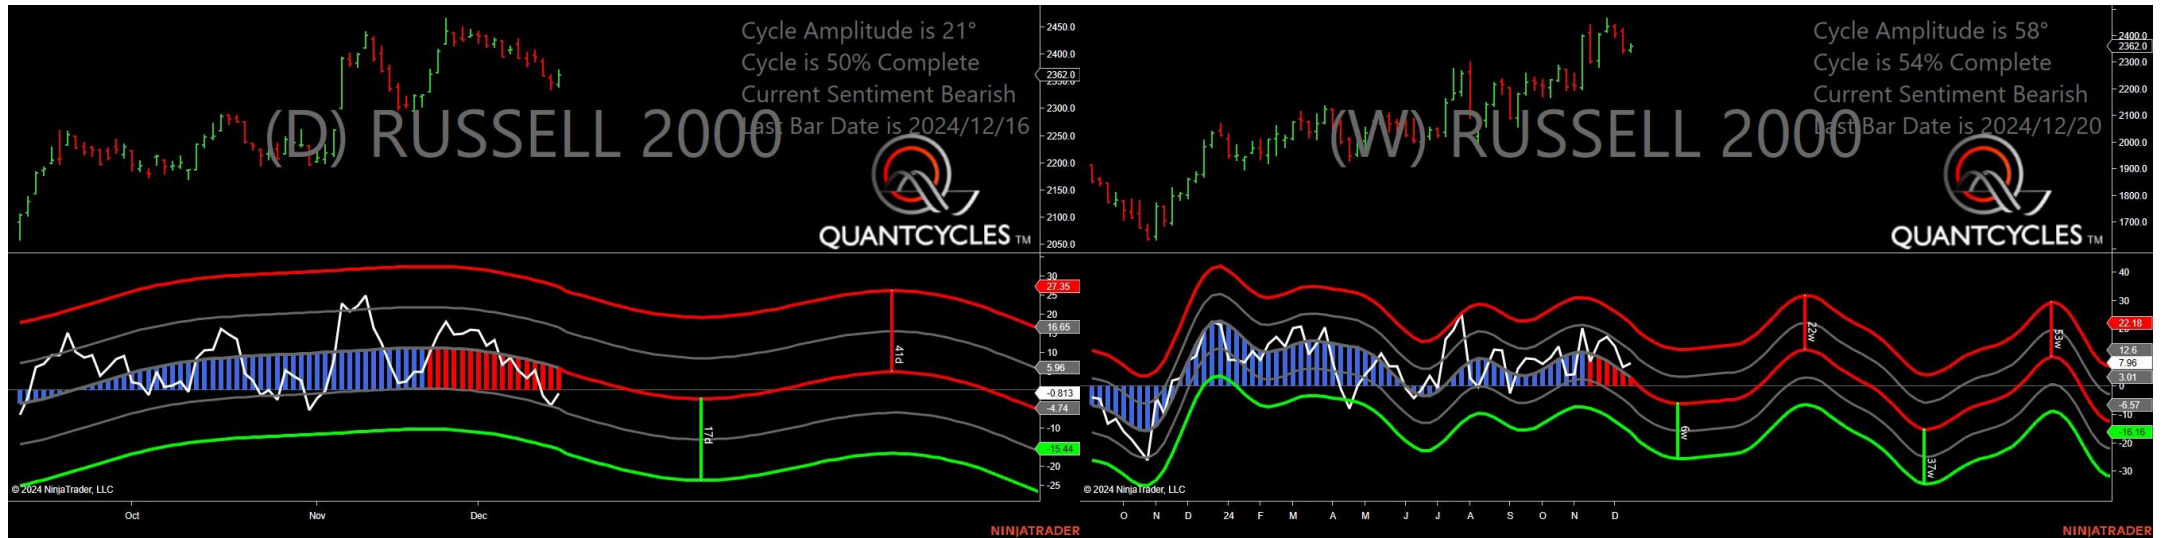 Cycle Amplitude is 21°
Cycle is 50% Complete
Current Sentiment Bearish
Last Bar Date is 2024/12/16
(D) RUSSELL 2000
QUANTCYCLES TM
2450.0
2400.0
2362.0
2300.0
2250.0
2200.0
2150.0
2100.0
2050.0
30
27.35
25
20
16.65
15
10
5.96
-0.813
-4.74
-10
-15.44
-20
-25
41d
17d
© 2024 NinjaTrader, LLC
Oct Nov Dec
NINJATRADER
Cycle Amplitude is 58°
Cycle is 54% Complete
Current Sentiment Bearish
Last Bar Date is 2024/12/20
(W) RUSSELL 2000
QUANTCYCLES TM
2400.0
2362.0
2300.0
2200.0
2100.0
2000.0
1900.0
1800.0
1700.0
40
30
22.18
12.6
7.96
3.01
0
-6.57
-10
-16.16
-20
-30
22w
53w
6w
37w
© 2024 NinjaTrader, LLC
O N D 24 F M A M J J A S O N D
NINJATRADER